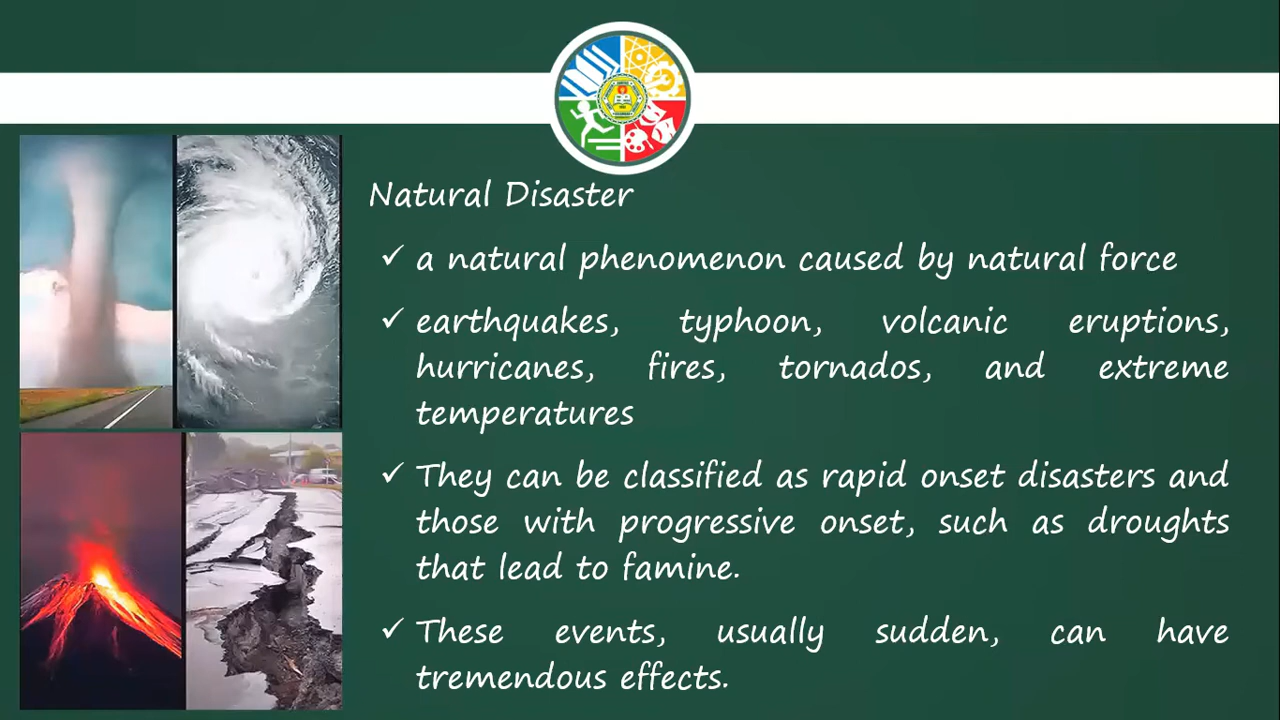 Natural Disaster
✓ a natural phenomenon caused by natural force
✓ earthquakes, typhoon, volcanic eruptions,
hurricanes, fires, tornados, and extreme
temperatures
✓ They can be classified as rapid onset disasters and
those with progressive onset, such as droughts
that lead to famine.
✓ These events, usually sudden, can have
tremendous effects.